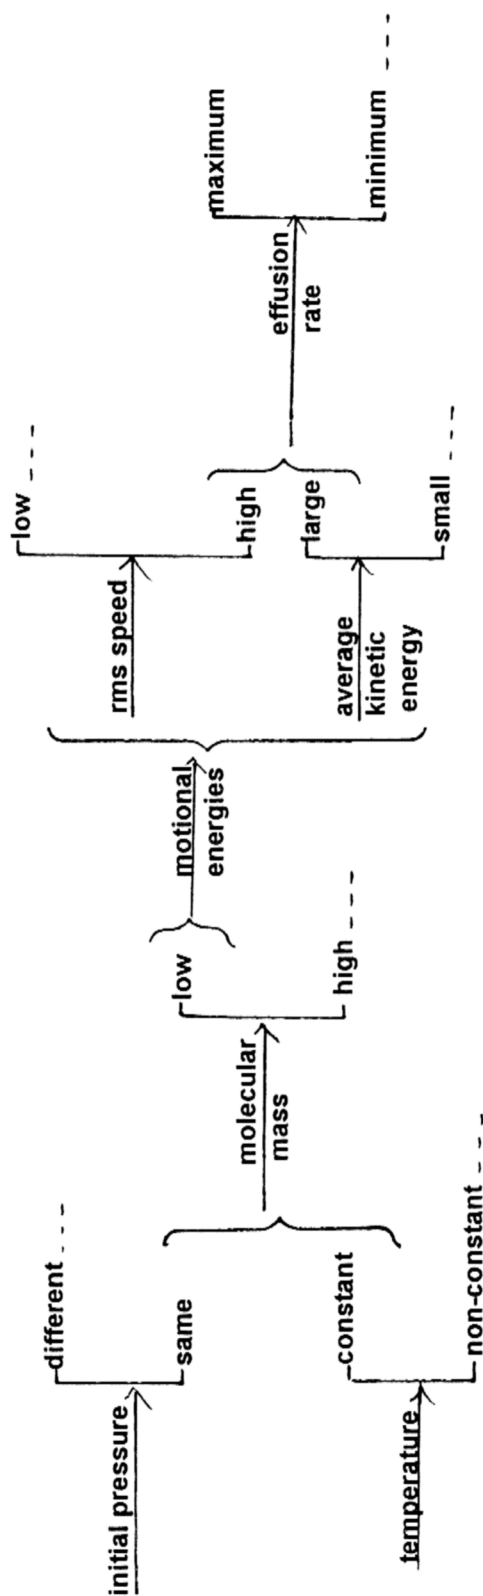 initial pressure
different
same
temperature
constant
non-constant
molecular
mass
low
high
motional
energies
rms speed
low
high
average
kinetic
energy
large
small
effusion
rate
maximum
minimum